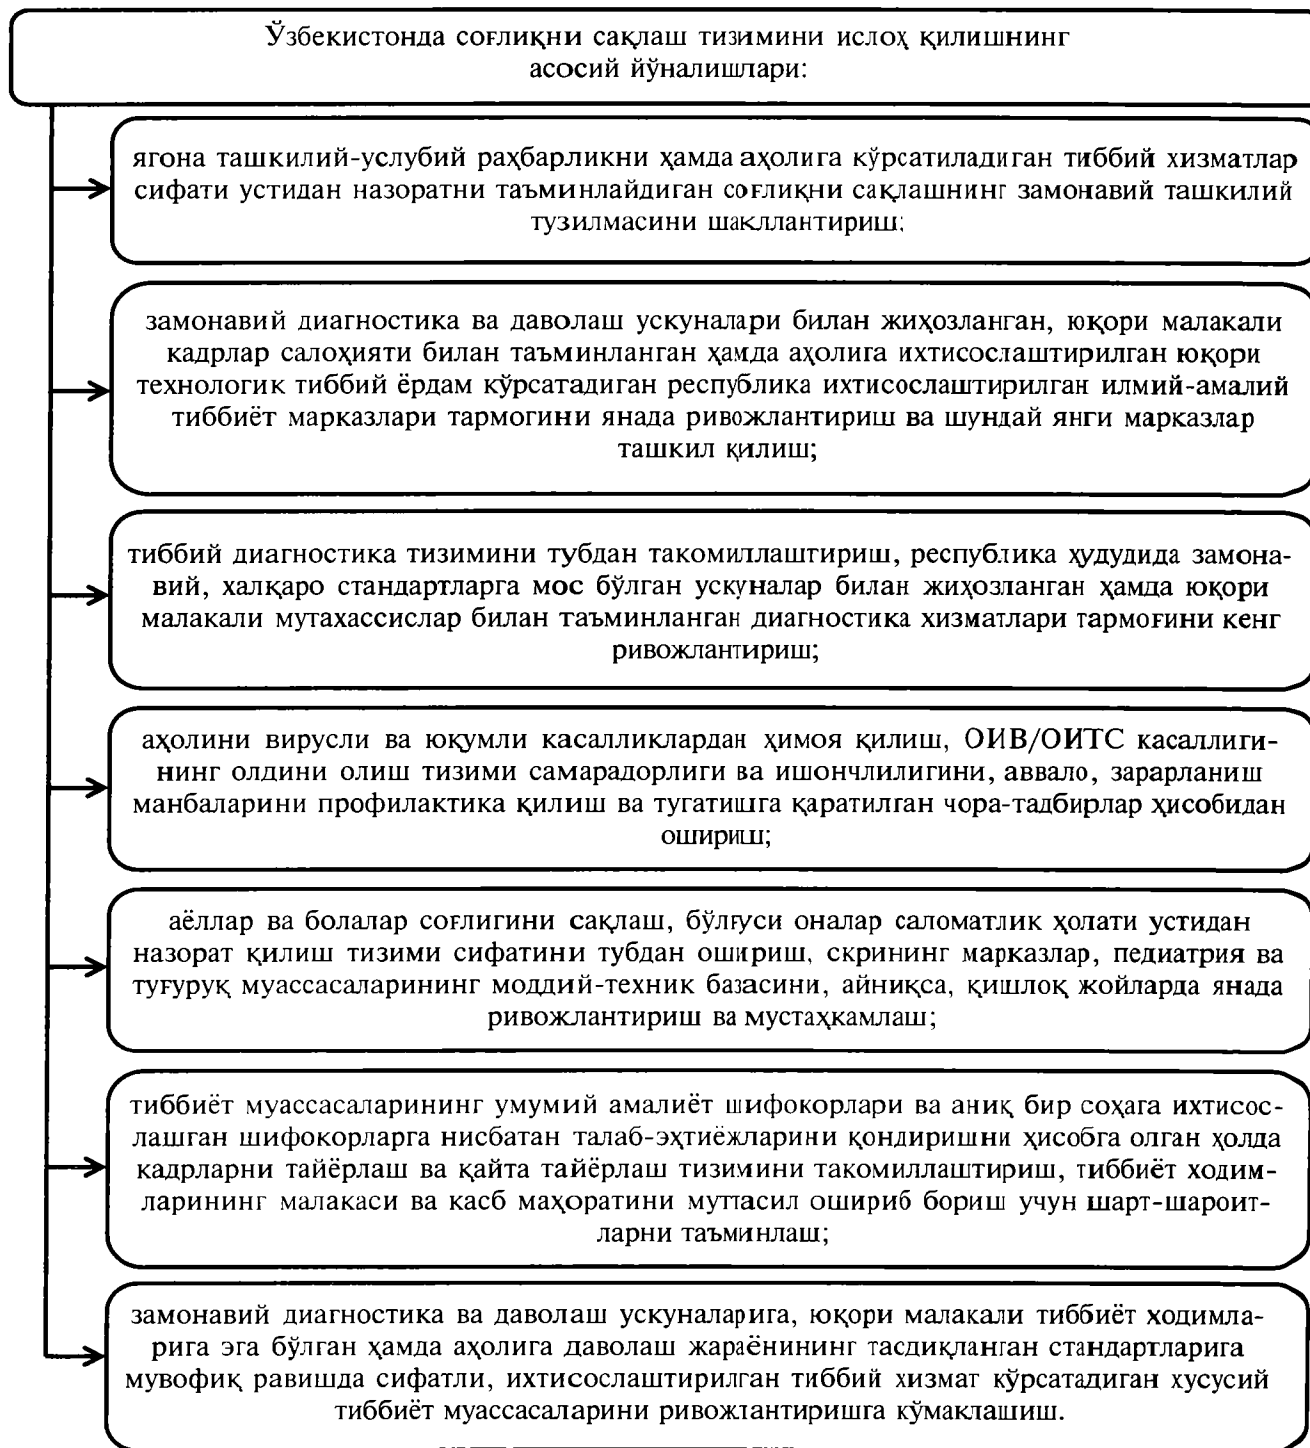 Ўзбекистонда соғлиқни сақлаш тизимини ислоҳ қилишнинг
асосий йўналишлари:
ягона ташкилий-услубий раҳбарликни ҳамда аҳолига кўрсатиладиган тиббий хизматлар
сифати устидан назоратни таъминлайдиган соғлиқни сақлашнинг замонавий ташкилий
тузилмасини шакллантириш;
замонавий диагностика ва даволаш ускуналари билан жиҳозланган, юқори малакали
кадрлар салоҳияти билан таъминланган ҳамда аҳолига ихтисослаштирилган юқори
технологик тиббий ёрдам кўрсатадиган республика ихтисослаштирилган илмий-амалий
тиббиёт марказлари тармогини янада ривожлантириш ва шундай янги марказлар
ташкил қилиш;
тиббий диагностика тизимини тубдан такомиллаштириш, республика ҳудудида замона-
вий, халқаро стандартларга мос бўлган ускуналар билан жиҳозланган ҳамда юқори
малакали мутахассислар билан таъминланган диагностика хизматлари тармоғини кенг
ривожлантириш;
аҳолини вирусли ва юқумли касалликлардан ҳимоя қилиш, ОИВ/ОИТС касаллиги-
нинг олдини олиш тизими самарадорлиги ва ишончлилигини, аввало, зарарланиш
манбаларини профилактика қилиш ва тугатишга қаратилган чора-тадбирлар ҳисобидан
ошириш;
аёллар ва болалар соғлигини сақлаш, бўлғуси оналар саломатлик ҳолати устидан
назорат қилиш тизими сифатини тубдан ошириш, скрининг марказлар, педиатрия ва
туғуруқ муассасаларининг моддий-техник базасини, айниқса, қишлоқ жойларда янада
ривожлантириш ва мустаҳкамлаш;
тиббиёт муассасаларининг умумий амалиёт шифокорлари ва аниқ бир соҳага ихтисос-
лашган шифокорларга нисбатан талаб-эҳтиёжларини қондиришни ҳисобга олган ҳолда
кадрларни тайёрлаш ва қайта тайёрлаш тизимини такомиллаштириш, тиббиёт ходим-
ларининг малакаси ва касб маҳоратини муттасил ошириб бориш учун шарт-шароит-
ларни таъминлаш;
замонавий диагностика ва даволаш ускуналарига, юқори малакали тиббиёт ходимла-
рига эга бўлган ҳамда аҳолига даволаш жараёнининг тасдиқланган стандартларига
мувофиқ равишда сифатли, ихтисослаштирилган тиббий хизмат кўрсатадиган хусусий
тиббиёт муассасаларини ривожлантиришга кўмаклашиш.